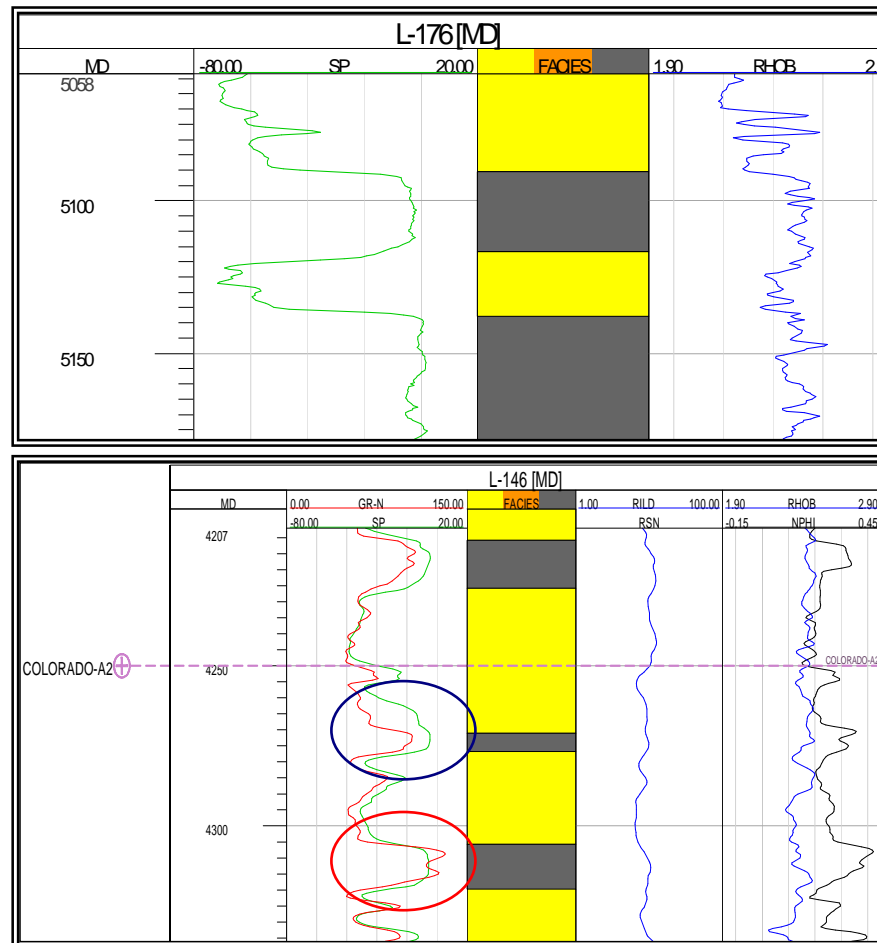 L-176 [MD]
MD -80.00 SP 20.00 FACIES 1.90 RHOB 2.
5058
5100
5150
L-146 [MD]
MD 0.00 GR-N 150.00 FACIES 1.00 RILD 100.00 1.90 RHOB 2.90
-80.00 SP 20.00 RSN -0.15 NPHI 0.45
4207
COLORADO-A2 4250 COLORADO-A2
4300